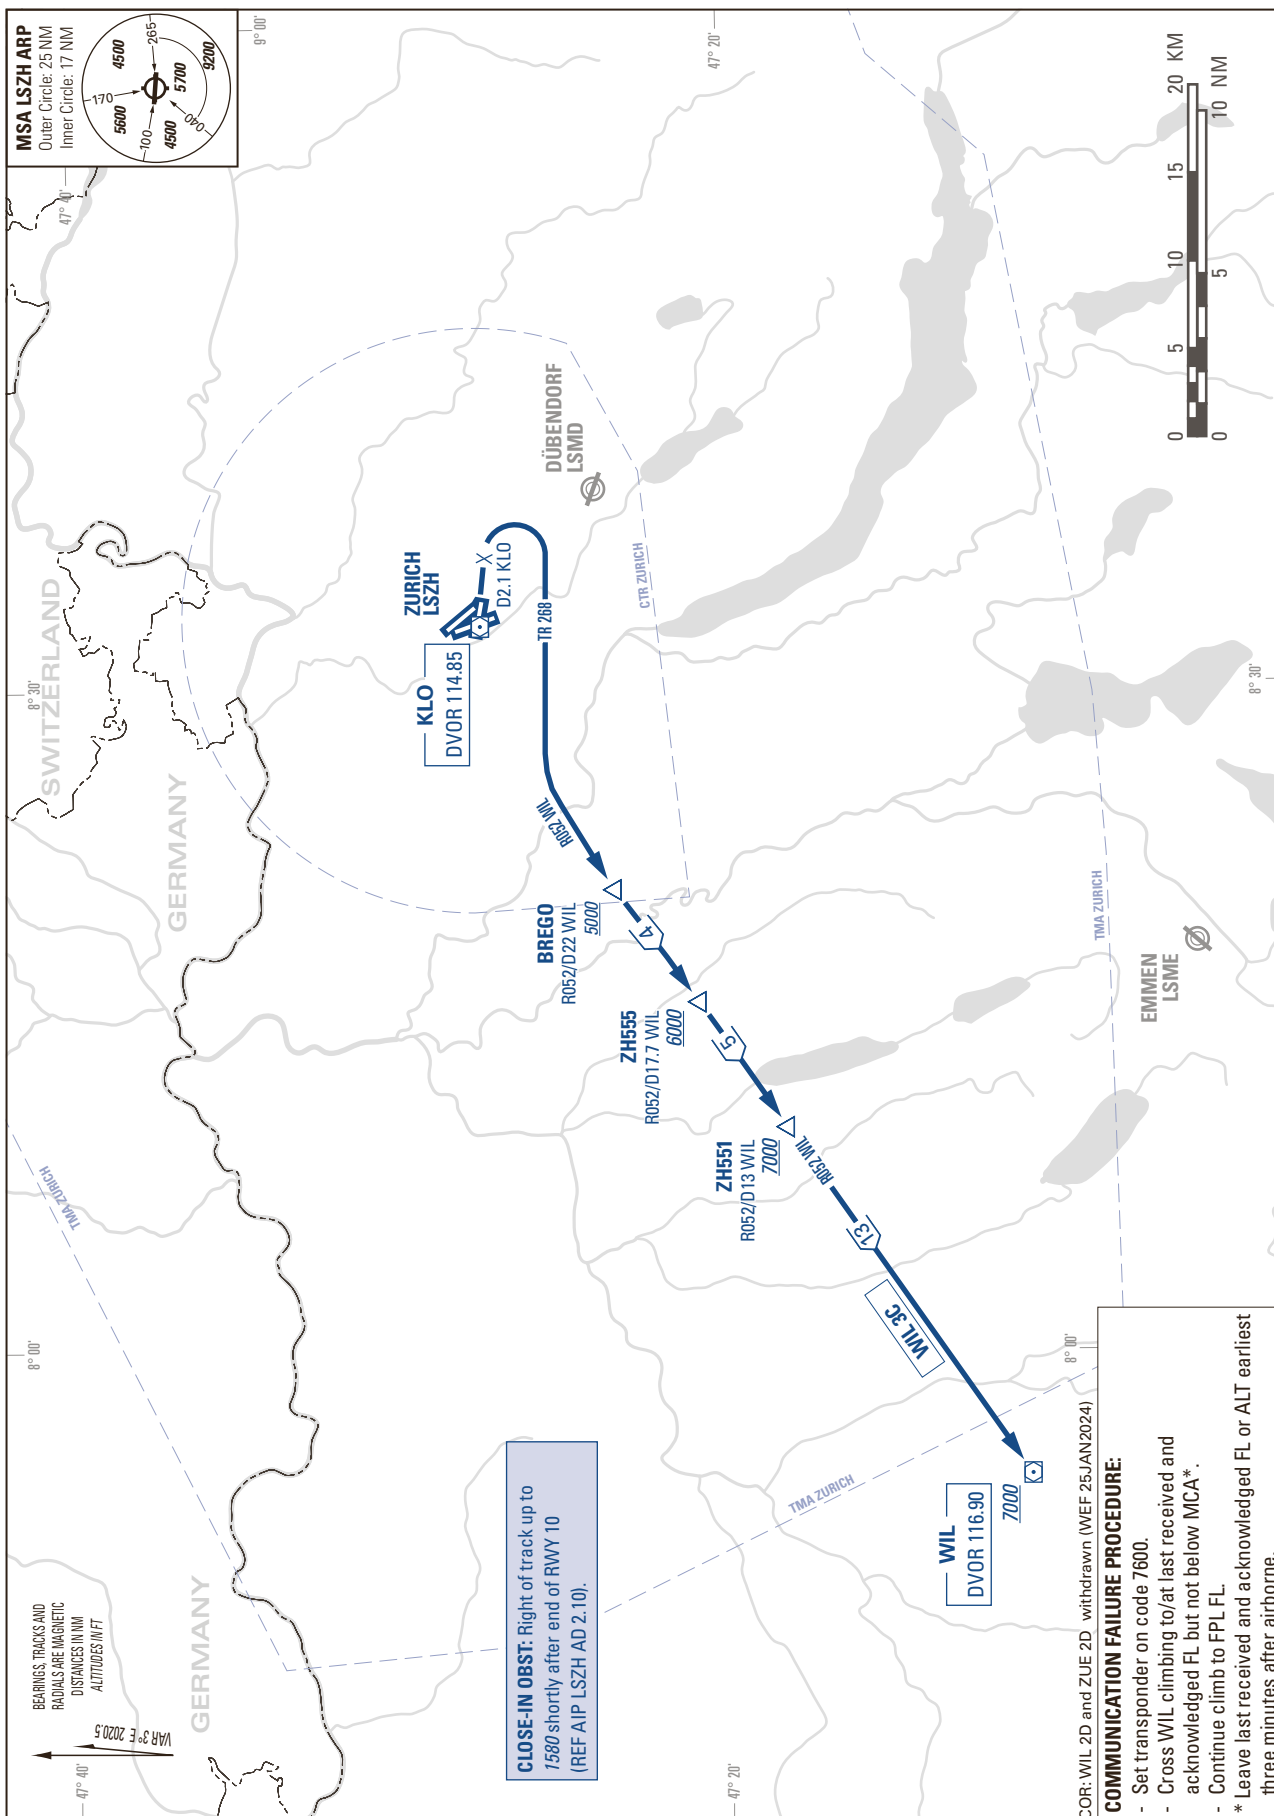 MSA LSZH ARP
Outer Circle: 25 NM
Inner Circle: 17 NM
170
265
100
040
5600
4500
5700
9200
4500
9° 00'
47° 40'
47° 20'
BEARINGS, TRACKS AND
RADIALS ARE MAGNETIC
DISTANCES IN NM
ALTITUDES IN FT
VAR 3° E 2020.5
47° 40'
8° 00'
8° 30'
GERMANY
GERMANY
SWITZERLAND
TMA ZURICH
ZURICH
LSZH
KLO
DVOR 114.85
D2.1 KLO
X
TR 268
DÜBENDORF
LSMD
CTR ZURICH
R052 WIL
BREGO
R052/D22 WIL
5000
4
ZH555
R052/D17.7 WIL
6000
5
ZH551
R052/D13 WIL
7000
R052 WIL
13
WIL 3C
WIL
DVOR 116.90
7000
TMA ZURICH
TMA ZURICH
EMMEN
LSME
CLOSE-IN OBST: Right of track up to
1580 shortly after end of RWY 10
(REF AIP LSZH AD 2.10).
47° 20'
8° 00'
8° 30'
0 5 10 15 20 KM
0 5 10 NM
COR: WIL 2D and ZUE 2D withdrawn (WEF 25JAN2024)
COMMUNICATION FAILURE PROCEDURE:
- Set transponder on code 7600.
- Cross WIL climbing to/at last received and
acknowledged FL but not below MCA*.
- Continue climb to FPL FL.
* Leave last received and acknowledged FL or ALT earliest
three minutes after airborne.